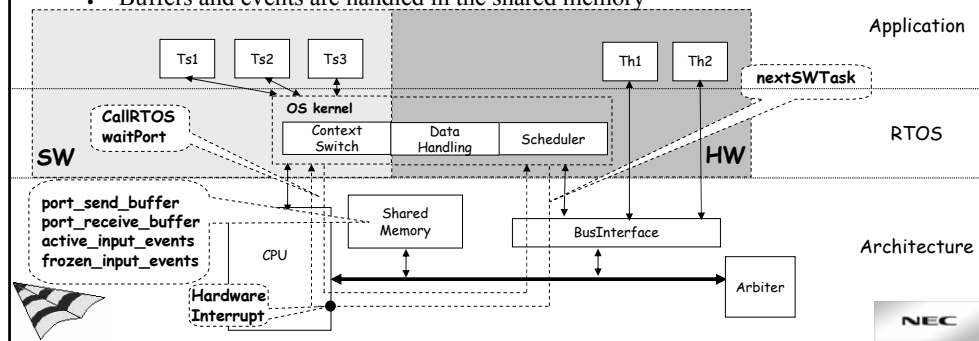 • Buffers and events are handled in the shared memory
Application
Ts1
Ts2
Ts3
Th1
Th2
nextSWTask
OS kernel
CallRTOS
waitPort
Context
Switch
Data
Handling
Scheduler
RTOS
SW
HW
port_send_buffer
port_receive_buffer
active_input_events
frozen_input_events
Shared
Memory
BusInterface
CPU
Architecture
Hardware
Interrupt
Arbiter
NEC